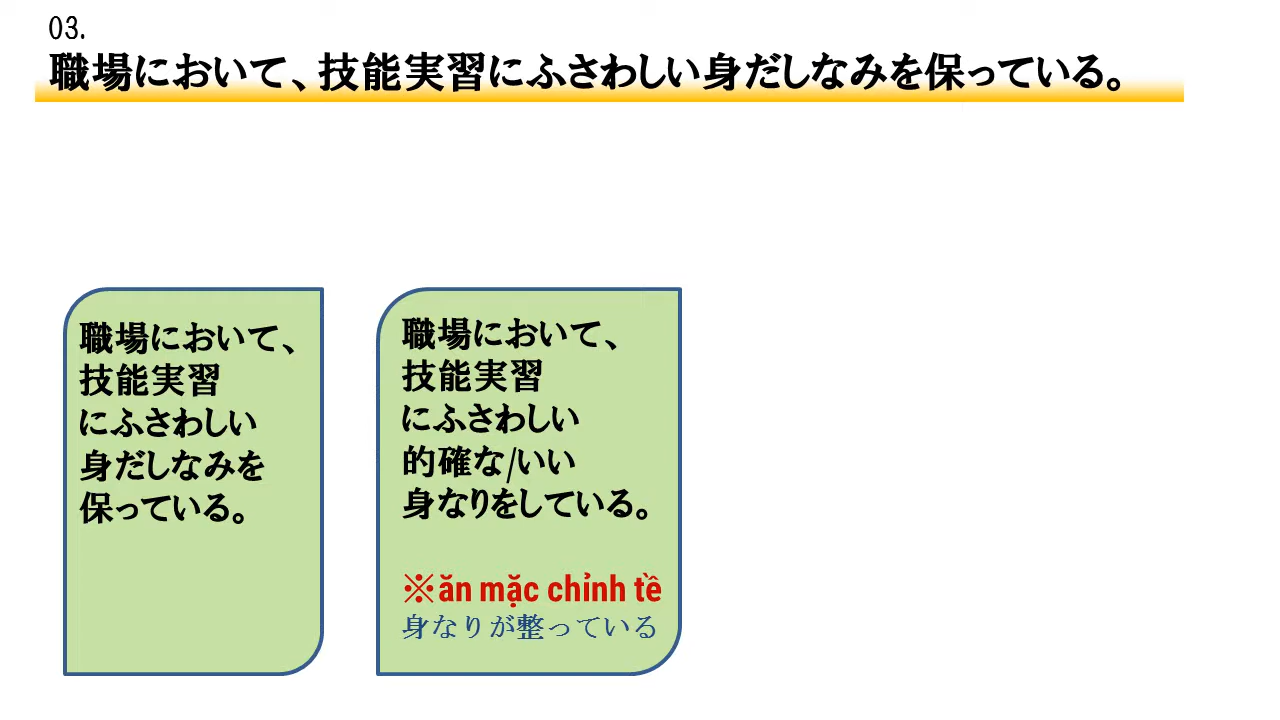 03.
職場において、技能実習にふさわしい身だしなみを保っている。
職場において、
技能実習
にふさわしい
身だしなみを
保っている。
職場において、
技能実習
にふさわしい
的確な/いい
身なりをしている。
※ăn mặc chỉnh tề
身なりが整っている